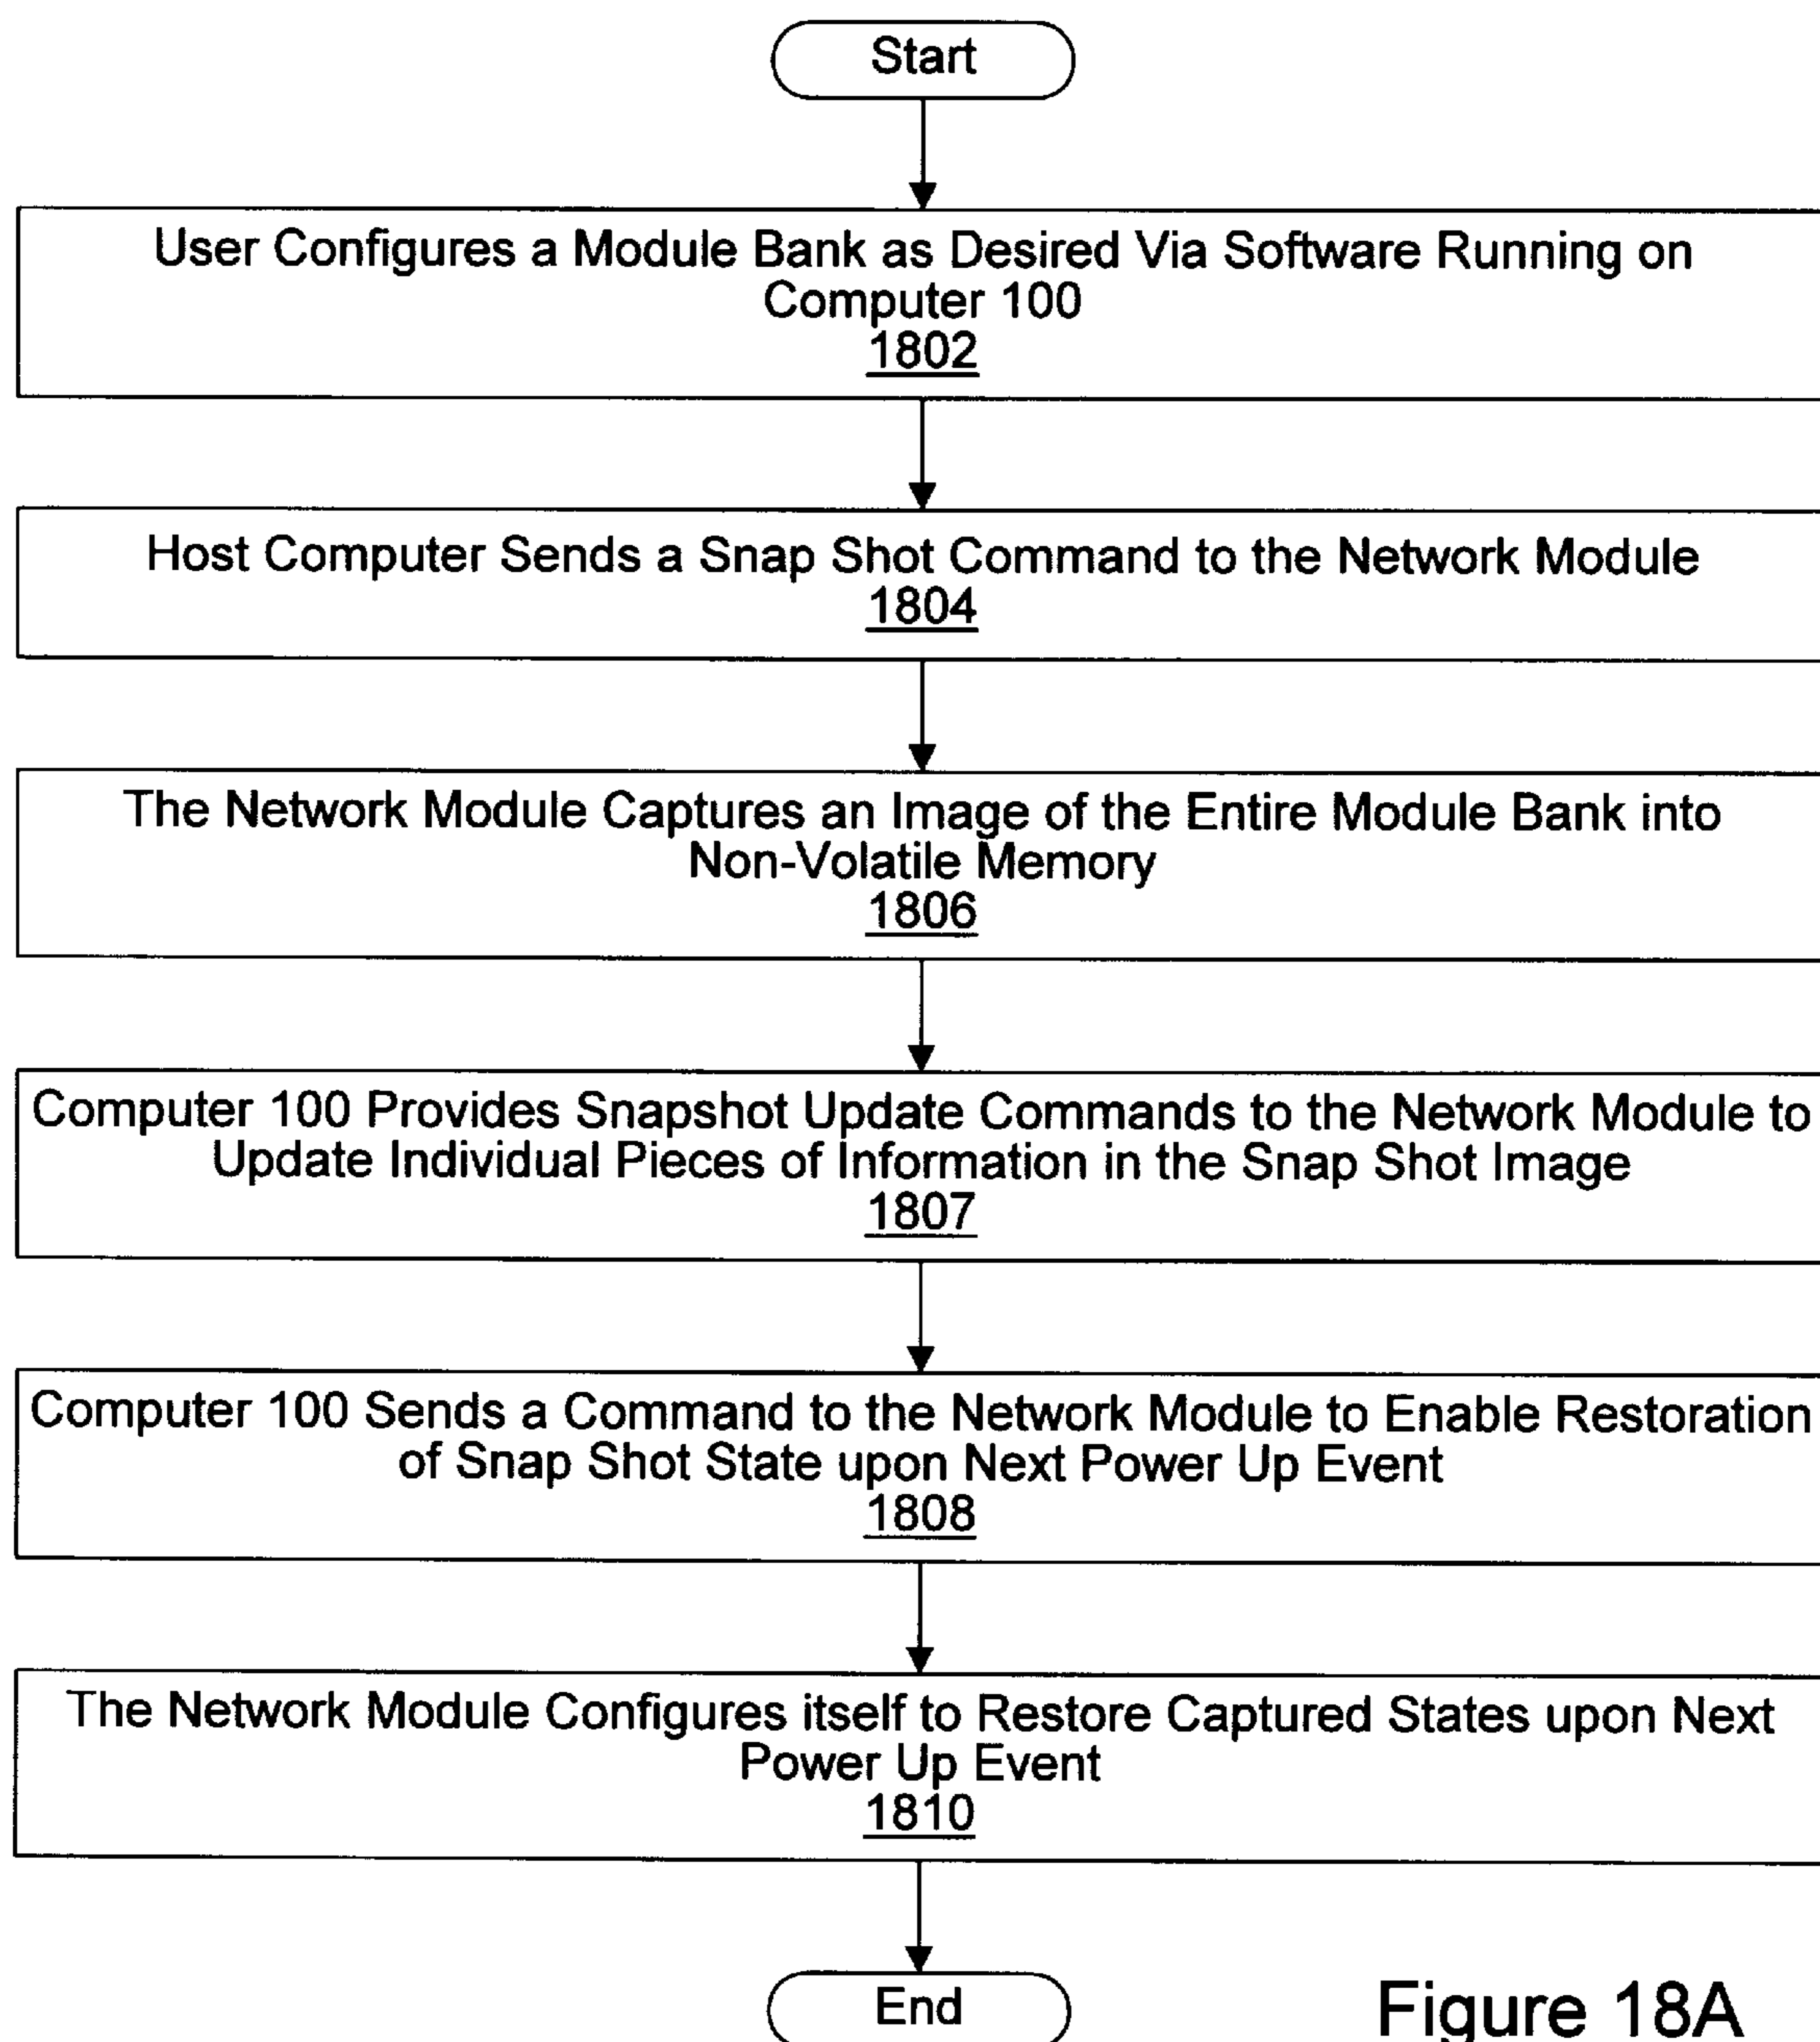 Start
User Configures a Module Bank as Desired Via Software Running on
Computer 100
1802
Host Computer Sends a Snap Shot Command to the Network Module
1804
The Network Module Captures an Image of the Entire Module Bank into
Non-Volatile Memory
1806
Computer 100 Provides Snapshot Update Commands to the Network Module to
Update Individual Pieces of Information in the Snap Shot Image
1807
Computer 100 Sends a Command to the Network Module to Enable Restoration
of Snap Shot State upon Next Power Up Event
1808
The Network Module Configures itself to Restore Captured States upon Next
Power Up Event
1810
End
Figure 18A